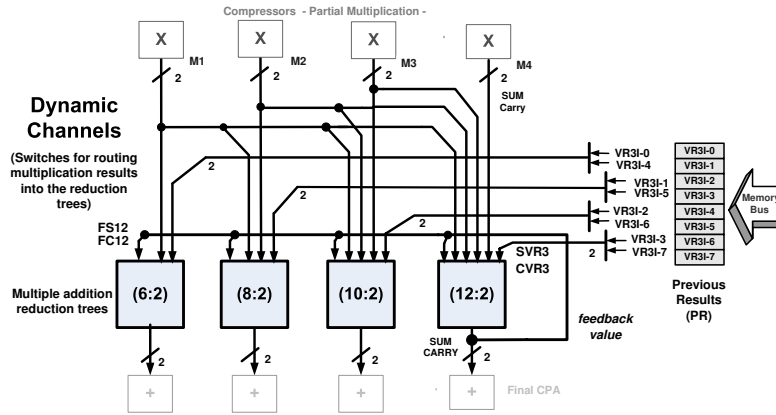 Compressors - Partial Multiplication -
X X X X
M1 M2 M3 M4
2 2 2 2
SUM
Carry
Dynamic
Channels
(Switches for routing
multiplication results
into the reduction
trees)
2 VR3I-0
VR3I-4
2 VR3I-1
VR3I-5
2 VR3I-2
VR3I-6
2 VR3I-3
VR3I-7
VR3I-0
VR3I-1
VR3I-2
VR3I-3
VR3I-4
VR3I-5
VR3I-6
VR3I-7
Memory
Bus
Previous
Results
(PR)
FS12
FC12
SVR3
CVR3
Multiple addition
reduction trees
(6:2) (8:2) (10:2) (12:2)
feedback
value
SUM
CARRY
2 2 2 2
+ + + +
Final CPA